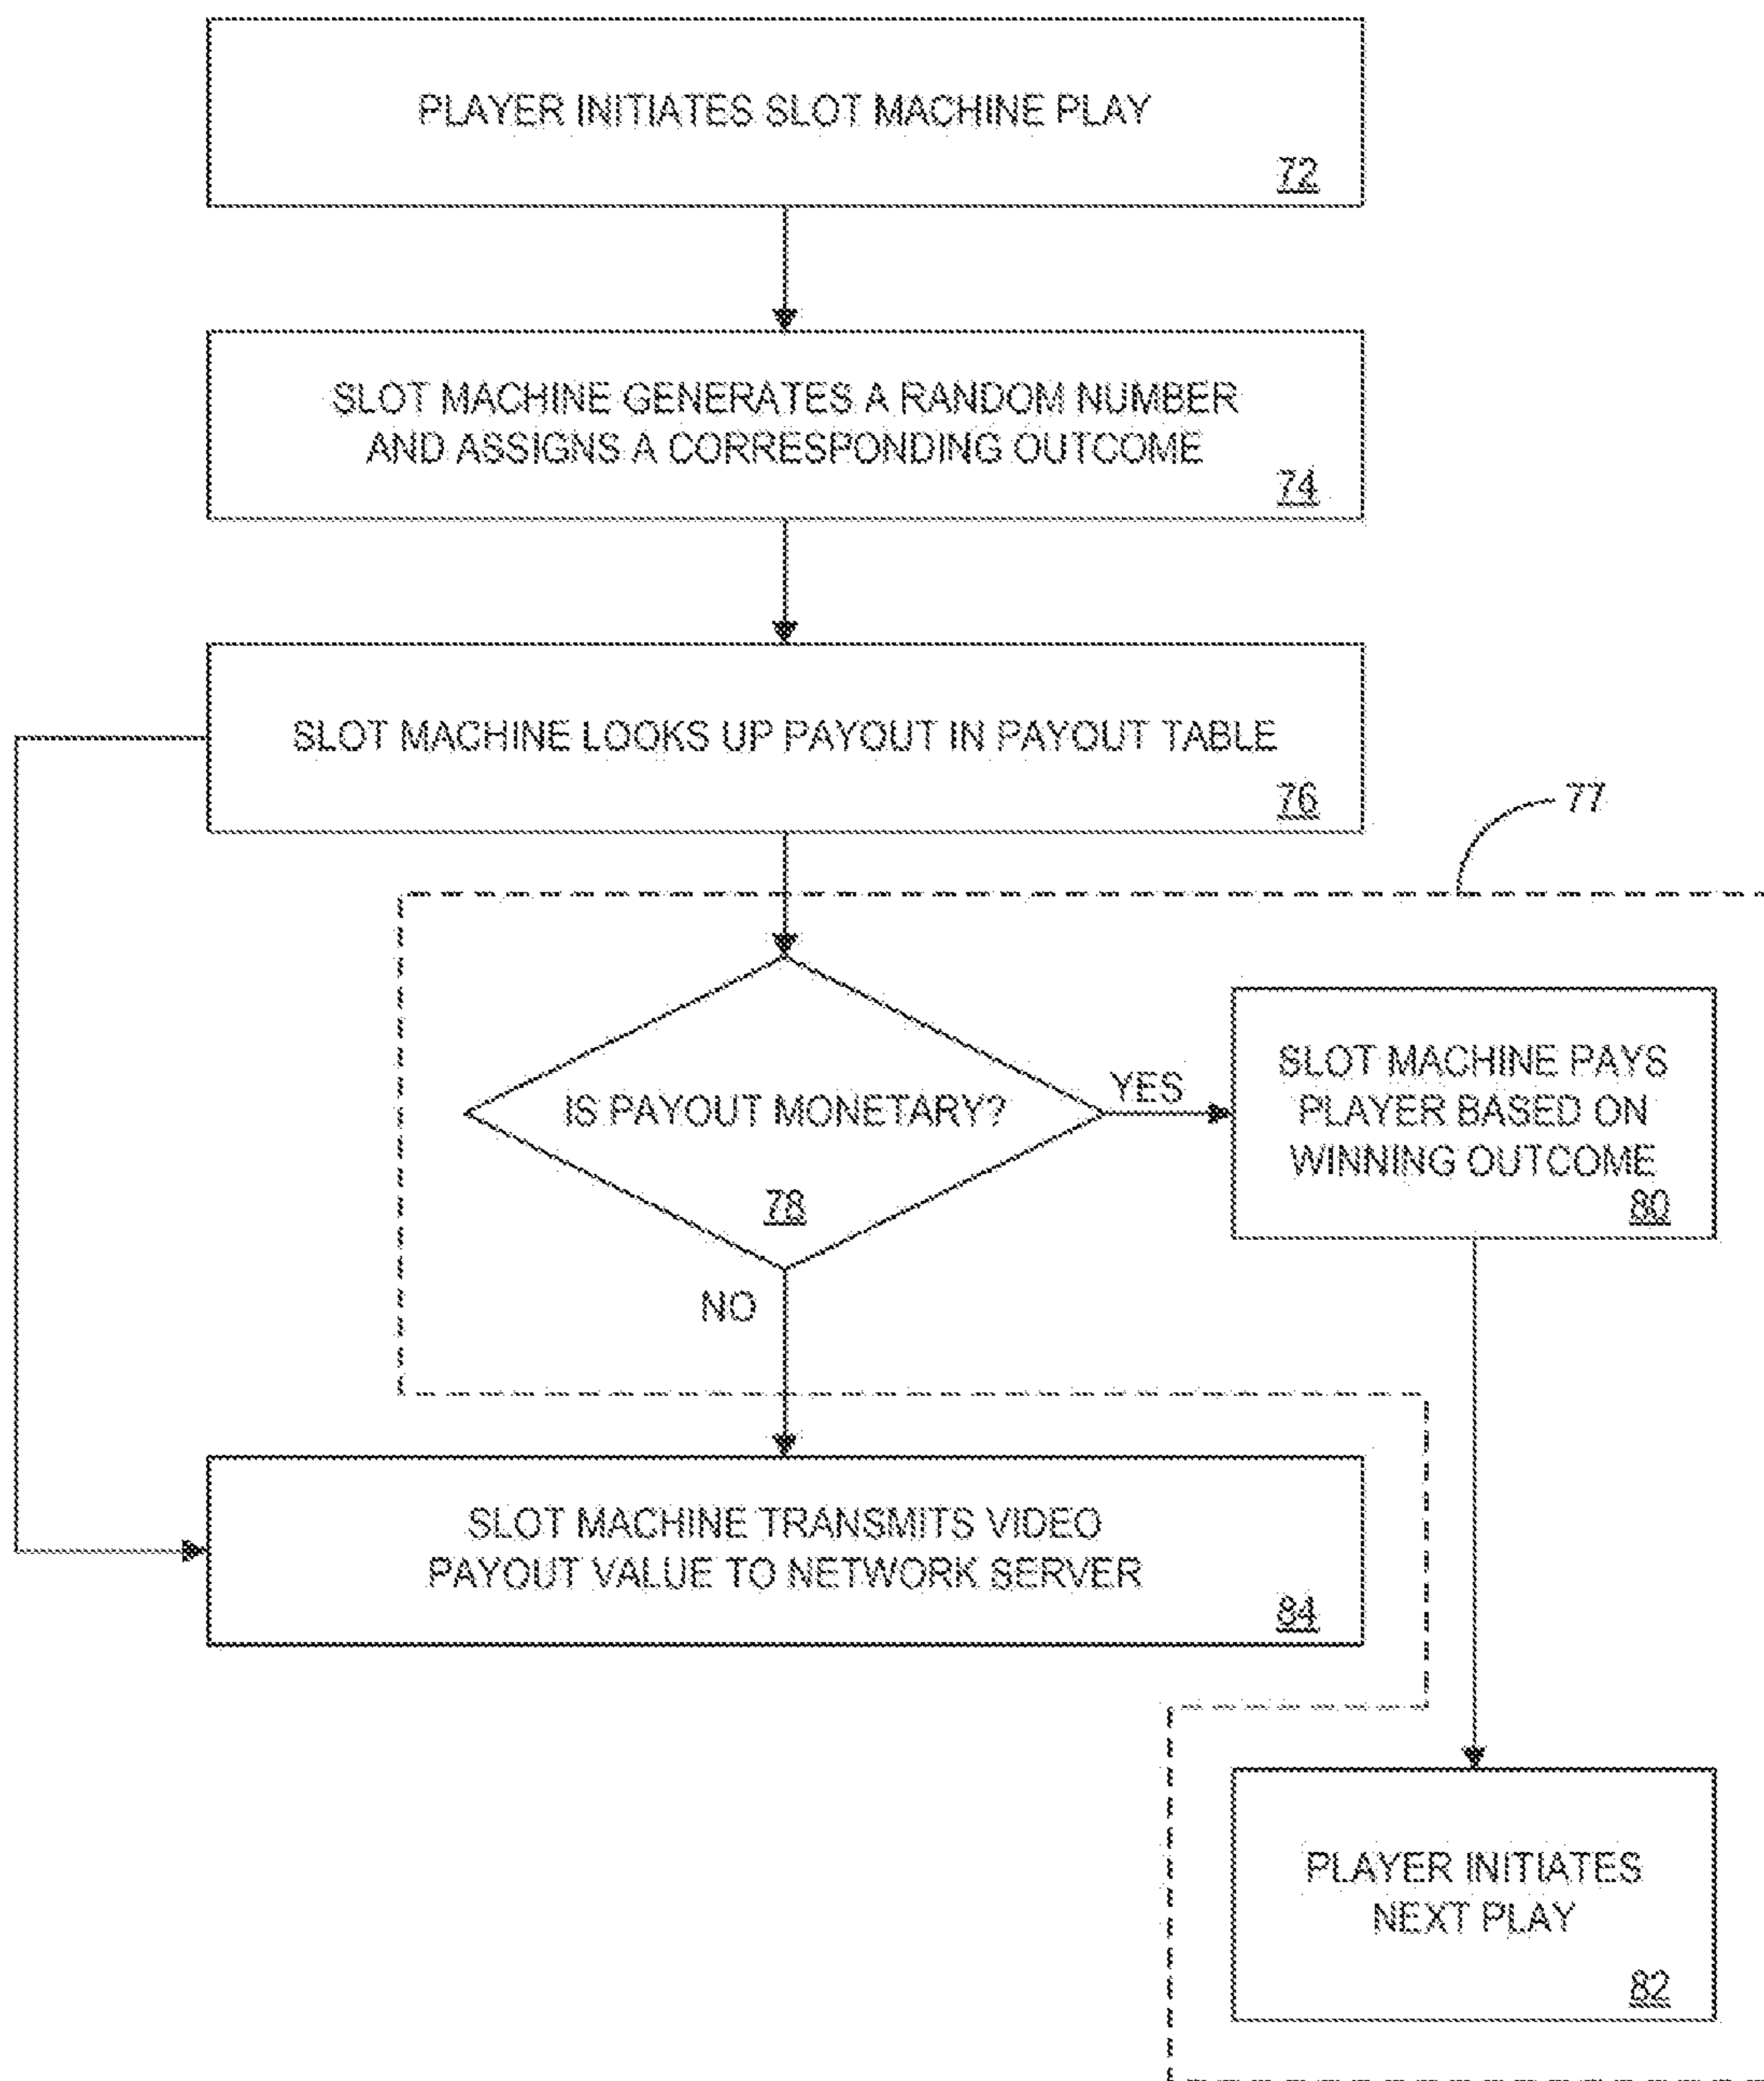 PLAYER INITIATES SLOT MACHINE PLAY
72
SLOT MACHINE GENERATES A RANDOM NUMBER
AND ASSIGNS A CORRESPONDING OUTCOME
74
SLOT MACHINE LOOKS UP PAYOUT IN PAYOUT TABLE
76
77
IS PAYOUT MONETARY?
78
YES
NO
SLOT MACHINE PAYS
PLAYER BASED ON
WINNING OUTCOME
80
SLOT MACHINE TRANSMITS VIDEO
PAYOUT VALUE TO NETWORK SERVER
84
PLAYER INITIATES
NEXT PLAY
82